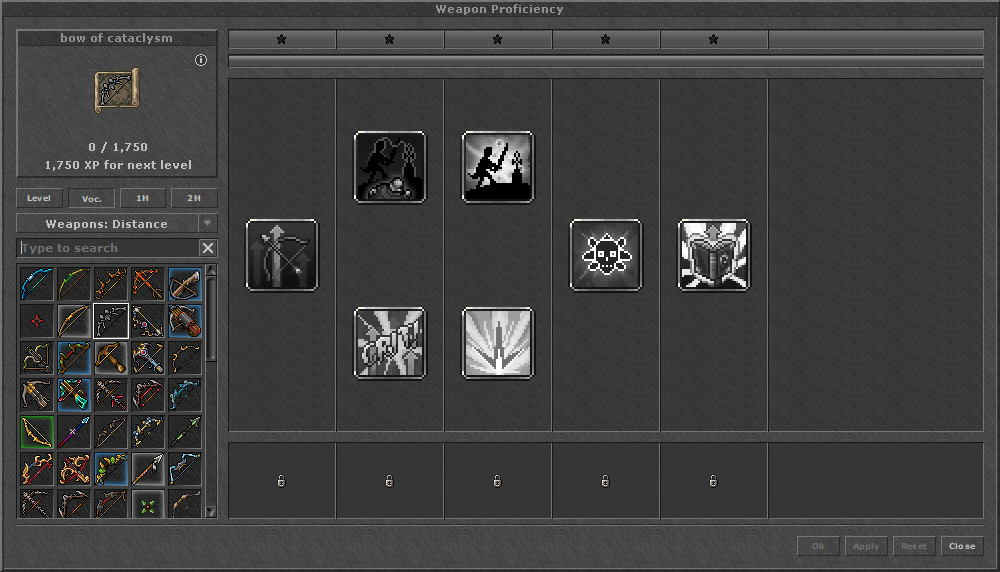 Weapon Proficiency
bow of cataclysm
0 / 1,750
1,750 XP for next level
Level Voc. 1H 2H
Weapons: Distance
Type to search
Ok Apply Reset Close